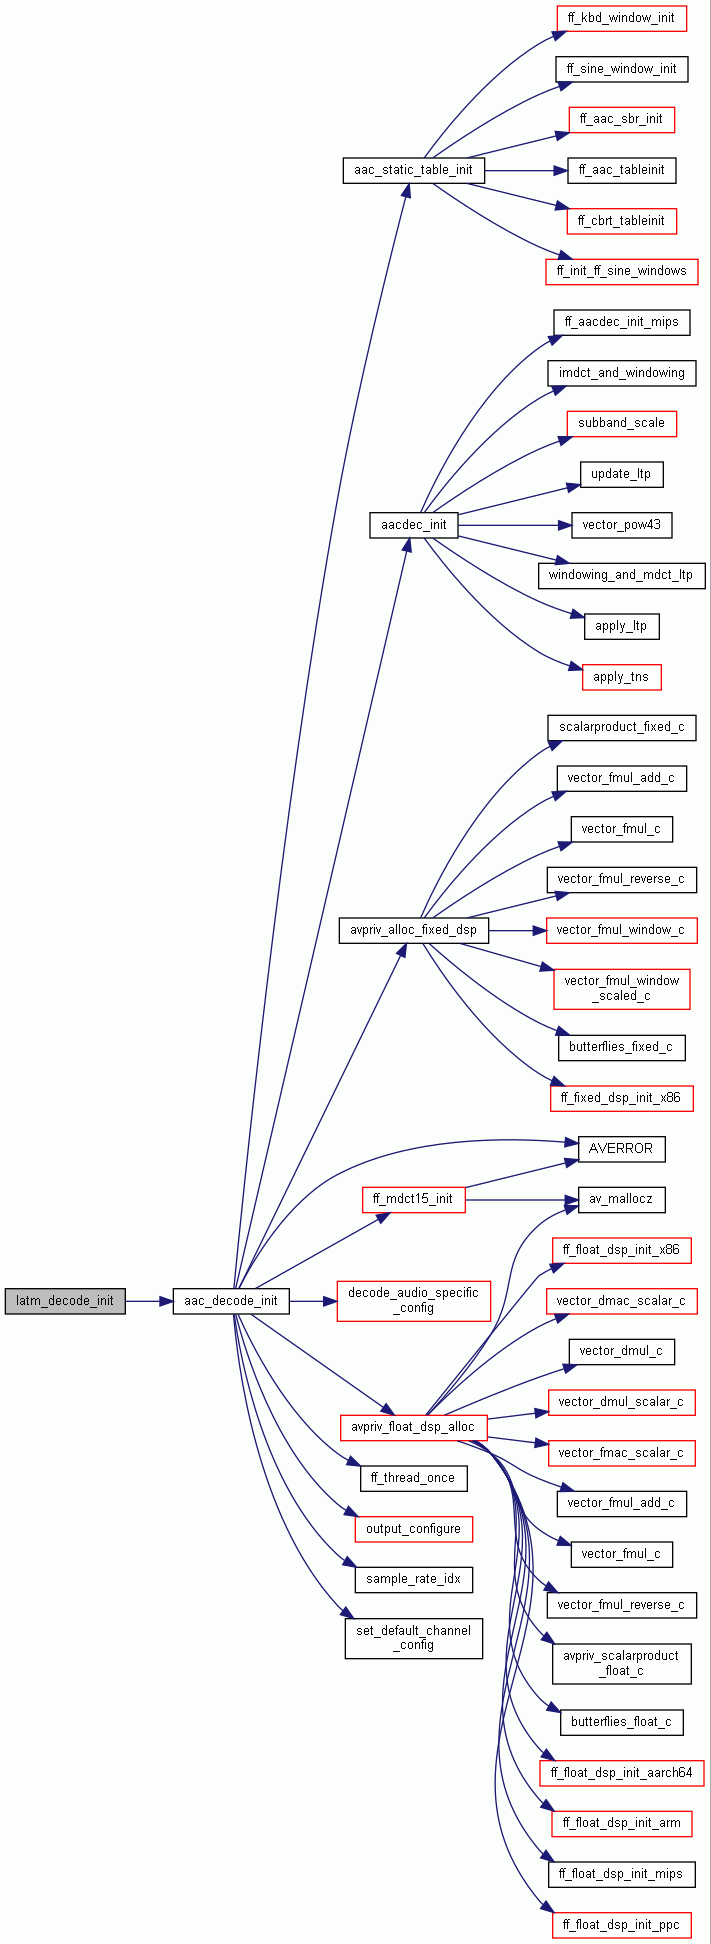 ff_kbd_window_init
ff_sine_window_init
ff_aac_sbr_init
aac_static_table_init
ff_aac_tableinit
ff_cbrt_tableinit
ff_init_ff_sine_windows
ff_aacdec_init_mips
imdct_and_windowing
subband_scale
update_ltp
aacdec_init
vector_pow43
windowing_and_mdct_ltp
apply_ltp
apply_tns
scalarproduct_fixed_c
vector_fmul_add_c
vector_fmul_c
vector_fmul_reverse_c
avpriv_alloc_fixed_dsp
vector_fmul_window_c
vector_fmul_window
_scaled_c
butterflies_fixed_c
ff_fixed_dsp_init_x86
AVERROR
ff_mdct15_init
av_mallocz
ff_float_dsp_init_x86
latm_decode_init
aac_decode_init
decode_audio_specific
_config
vector_dmac_scalar_c
vector_dmul_c
vector_dmul_scalar_c
avpriv_float_dsp_alloc
vector_fmac_scalar_c
ff_thread_once
vector_fmul_add_c
output_configure
vector_fmul_c
sample_rate_idx
vector_fmul_reverse_c
set_default_channel
_config
avpriv_scalarproduct
_float_c
butterflies_float_c
ff_float_dsp_init_aarch64
ff_float_dsp_init_arm
ff_float_dsp_init_mips
ff_float_dsp_init_ppc